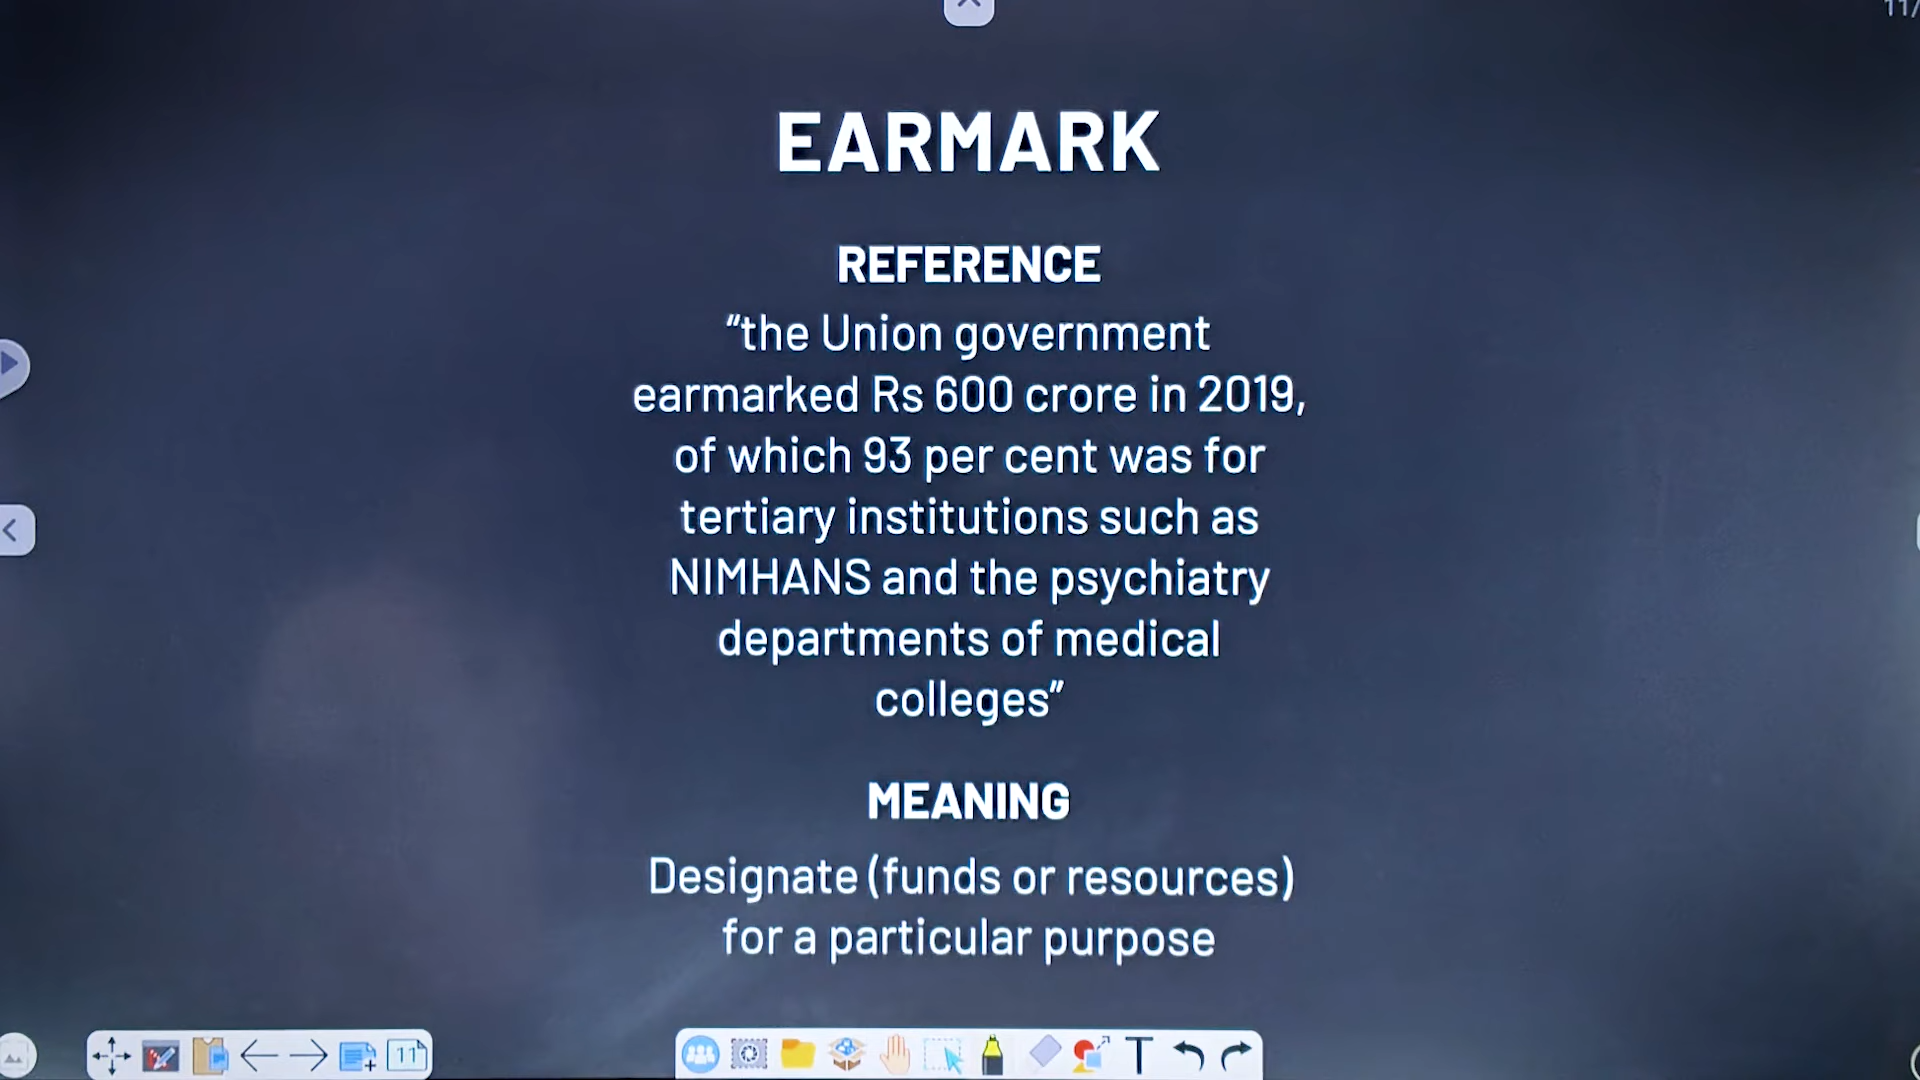 11/
EARMARK
REFERENCE
“the Union government
earmarked Rs 600 crore in 2019,
of which 93 per cent was for
tertiary institutions such as
NIMHANS and the psychiatry
departments of medical
colleges”
MEANING
Designate (funds or resources)
for a particular purpose
11
T